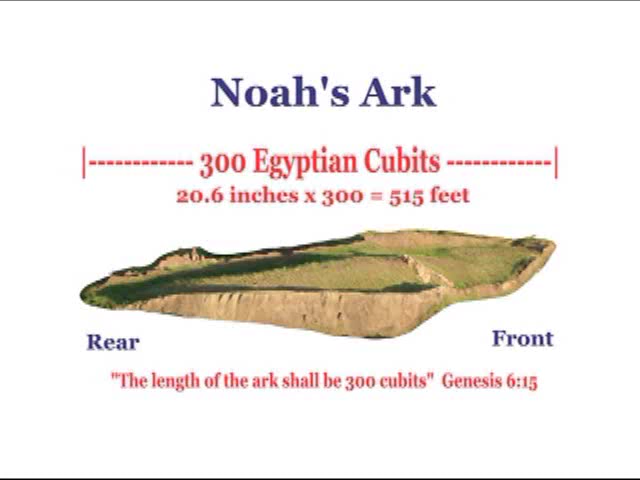 Noah's Ark
|------------ 300 Egyptian Cubits ------------|
20.6 inches x 300 = 515 feet
Rear
Front
"The length of the ark shall be 300 cubits" Genesis 6:15